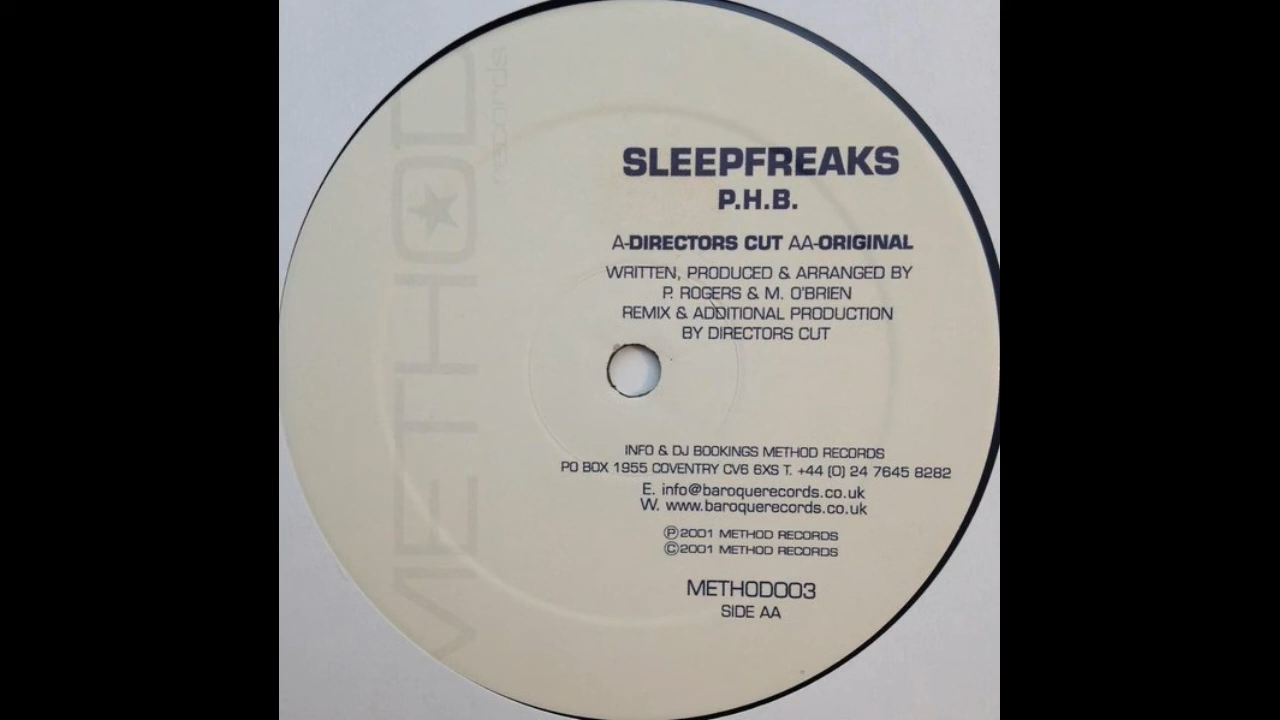 METHOD
records
SLEEPFREAKS
P.H.B.
A-DIRECTORS CUT AA-ORIGINAL
WRITTEN, PRODUCED & ARRANGED BY
P. ROGERS & M. O'BRIEN
REMIX & ADDITIONAL PRODUCTION
BY DIRECTORS CUT
INFO & DJ BOOKINGS METHOD RECORDS
PO BOX 1955 COVENTRY CV6 6XS T. +44 (0) 24 7645 8282
E. info@baroquerecords.co.uk
W. www.baroquerecords.co.uk
Ⓟ2001 METHOD RECORDS
©2001 METHOD RECORDS
METHOD003
SIDE AA